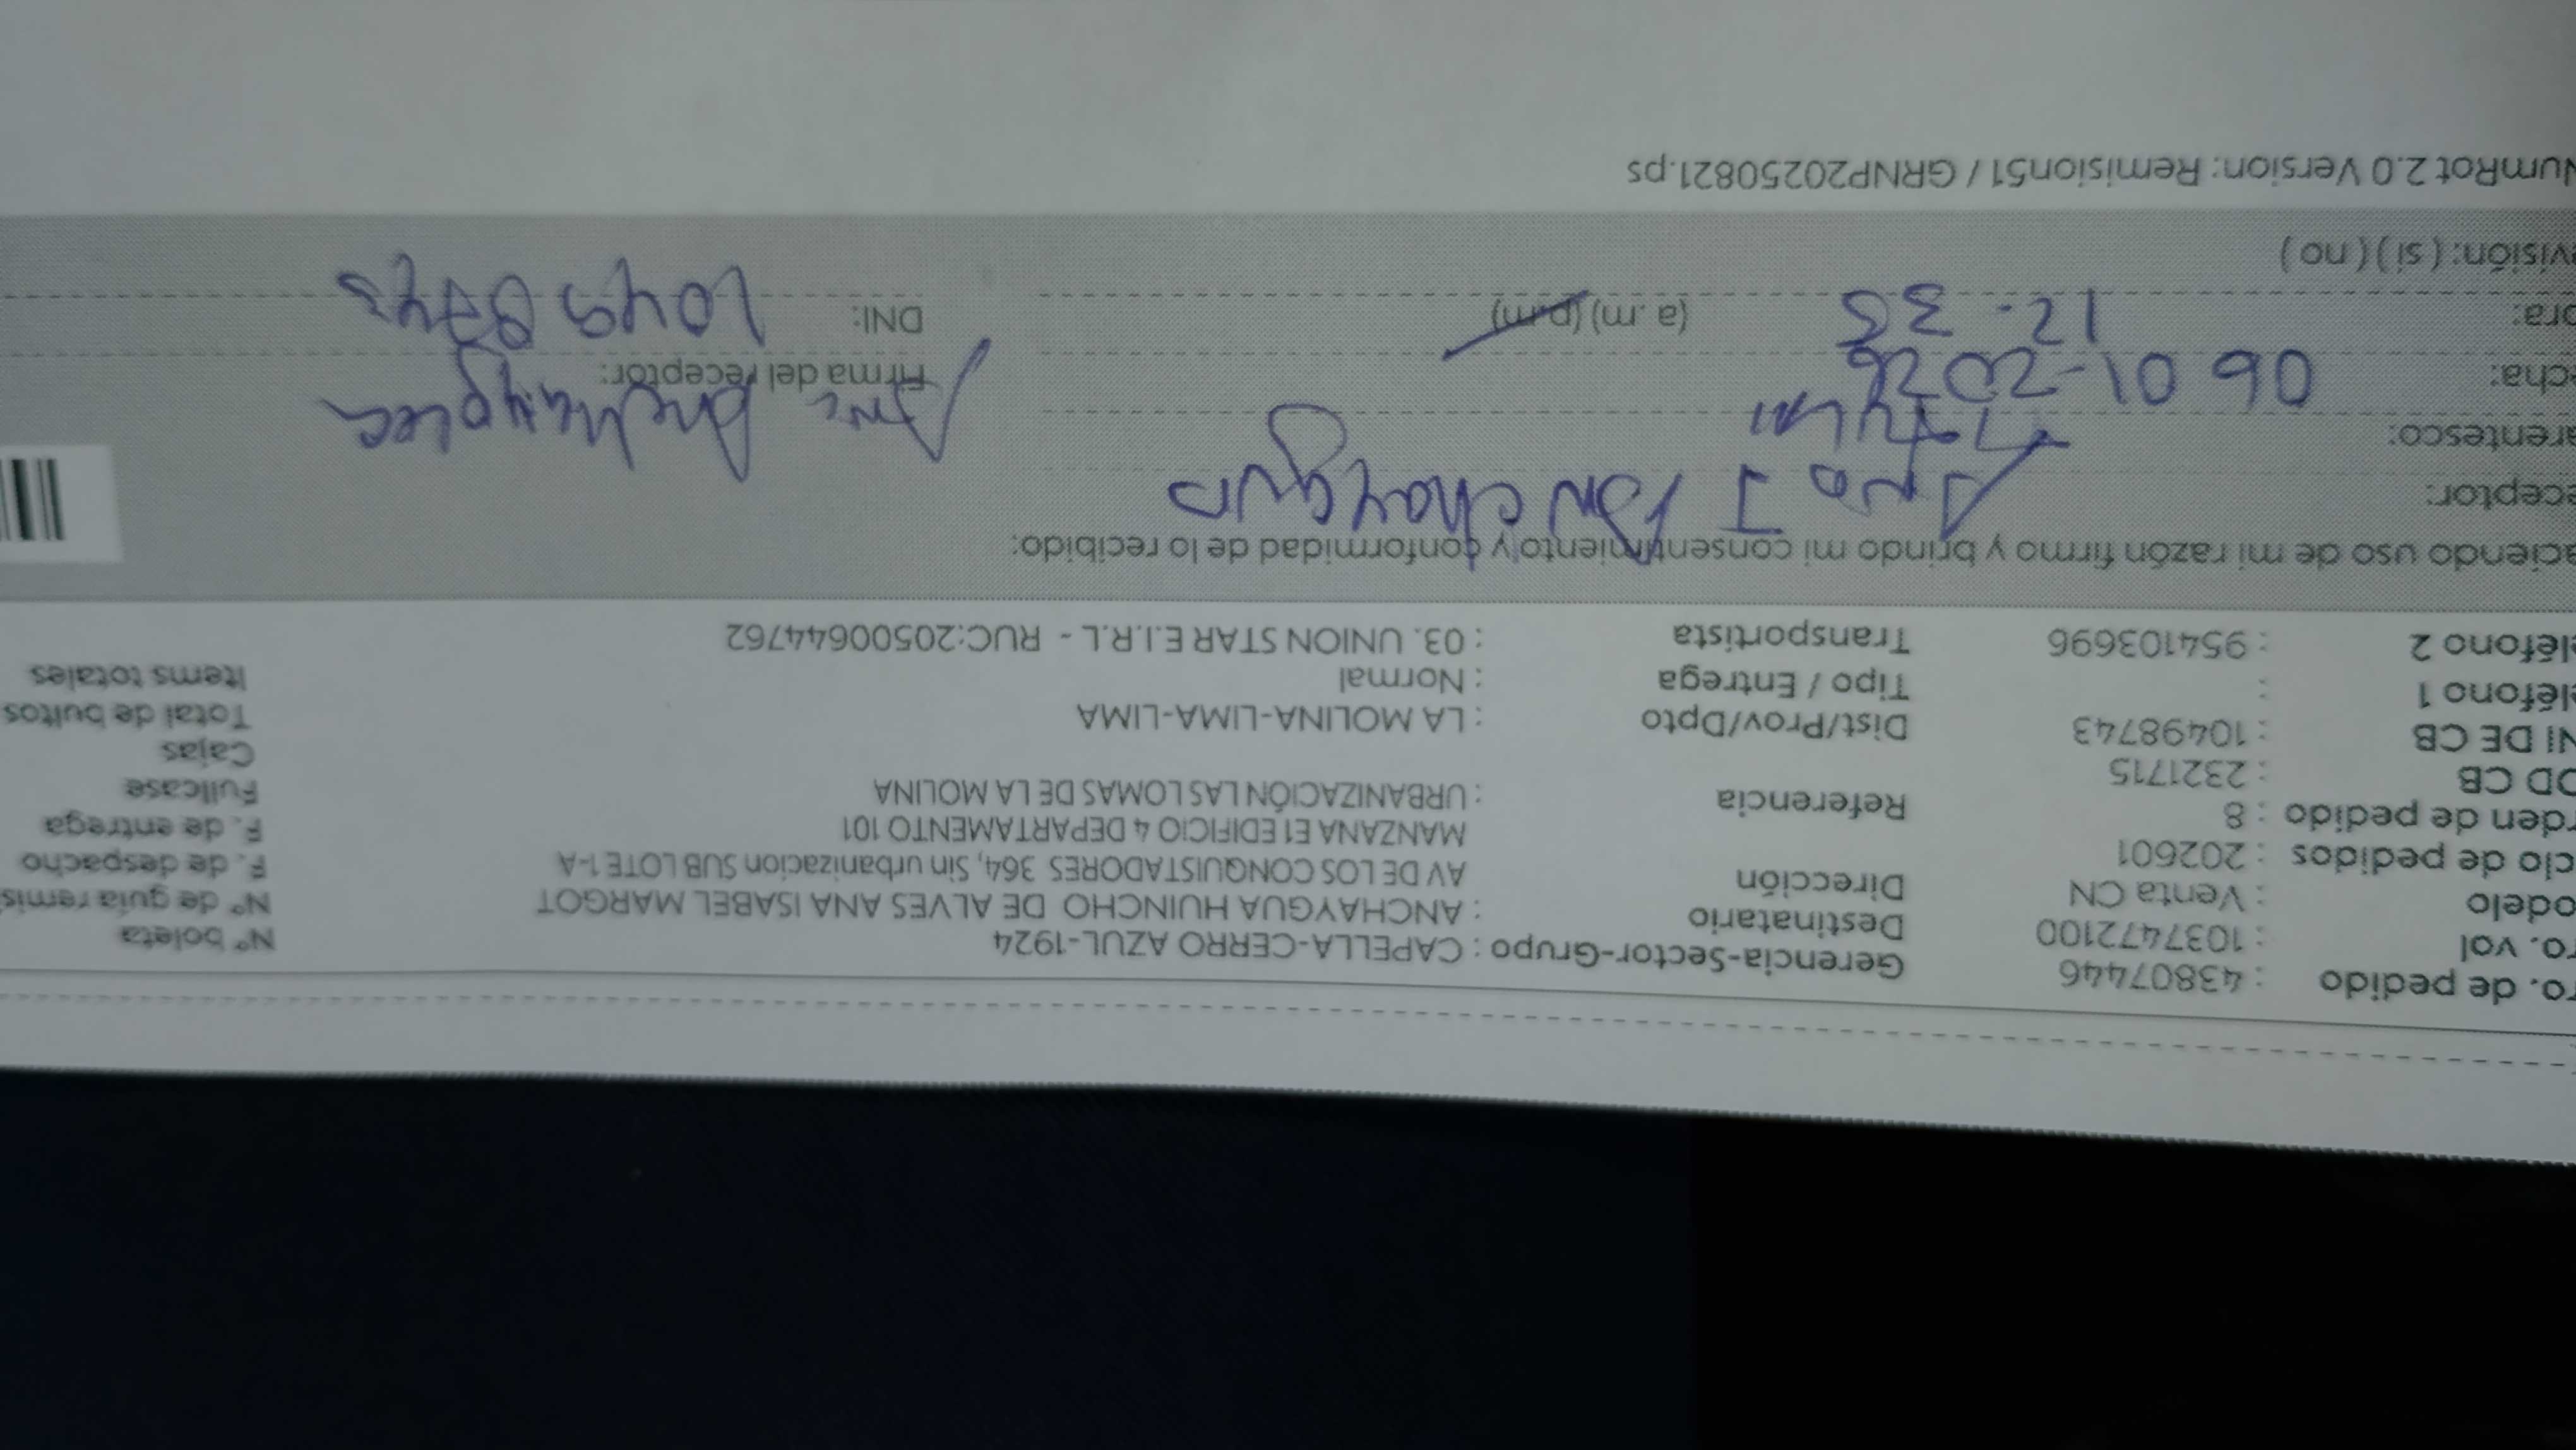 ro. de pedido : 43807446 Gerencia-Sector-Grupo : CAPELLA-CERRO AZUL-1924 N° boleta
ro. vol : 1037472100 Destinatario : ANCHAYGUA HUINCHO DE ALVES ANA ISABEL MARGOT N° de guía remis
odelo : Venta CN Dirección AV DE LOS CONQUISTADORES 364, Sin urbanizacion SUB LOTE 1-A F. de despacho
clo de pedidos : 202601 MANZANA E1 EDIFICIO 4 DEPARTAMENTO 101 F. de entrega
rden de pedido : 8 Referencia : URBANIZACIÓN LAS LOMAS DE LA MOLINA Fullcase
OD CB : 2321715 Cajas
NI DE CB : 10498743 Dist/Prov/Dpto : LA MOLINA-LIMA-LIMA Total de bultos
eléfono 1 : Tipo / Entrega : Normal Items totales
eléfono 2 : 954103696 Transportista : 03. UNION STAR E.I.R.L - RUC:20500644762
aciendo uso de mi razón firmo y brindo mi consentimiento y conformidad de lo recibido:
ceptor: Ana I Anchaygua
arentesco: Titular
echa: 06 01-2026 Firma del receptor:
ora: 12. 35 (a .m) (p.m) DNI: 10498743
visión: ( sí ) ( no )
NumRot 2.0 Version: Remision51 / GRNP20250821.ps